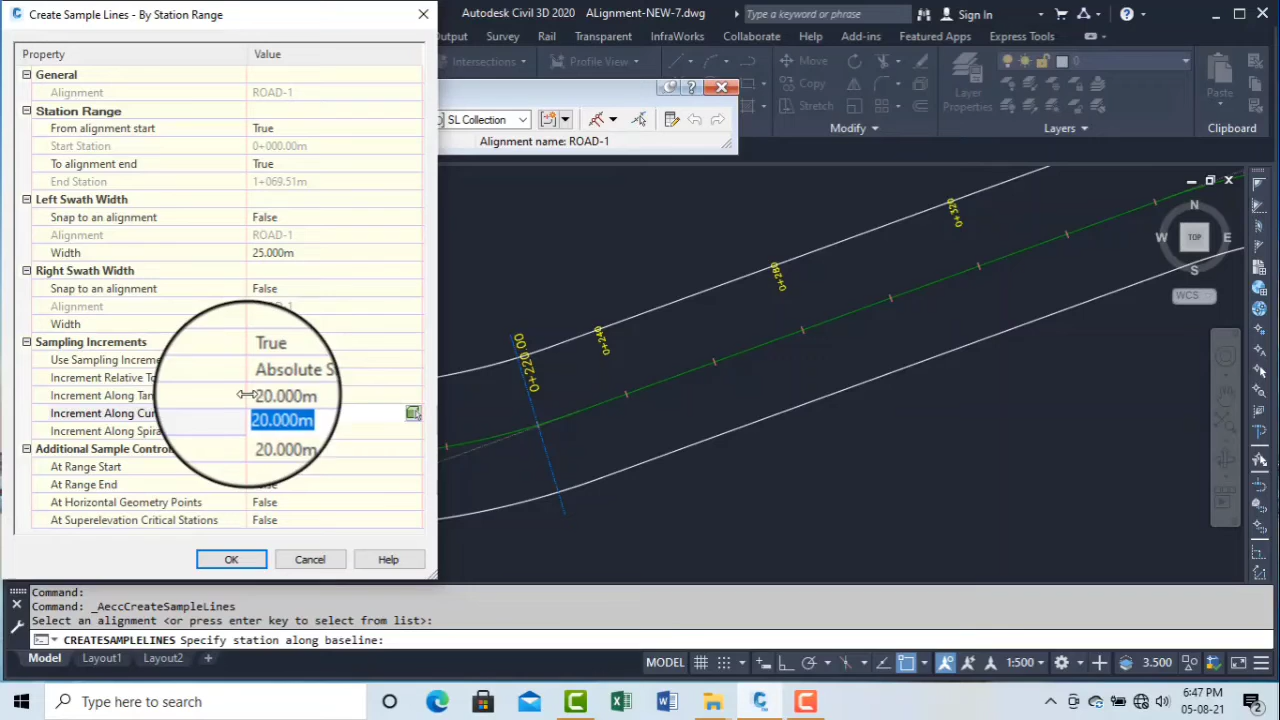 Create Sample Lines - By Station Range
Autodesk Civil 3D 2020 ALignment-NEW-7.dwg
Type a keyword or phrase
Sign In
Output Survey Rail Transparent InfraWorks Collaborate Help Add-ins Featured Apps Express Tools
Intersections Profile View
Move
Copy
Stretch
Modify
Layer
Properties
0
Layers
Paste
Clipboard
SL Collection
Alignment name: ROAD-1
Property Value
General
Alignment ROAD-1
Station Range
From alignment start True
Start Station 0+000.00m
To alignment end True
End Station 1+069.51m
Left Swath Width
Snap to an alignment False
Alignment ROAD-1
Width 25.000m
Right Swath Width
Snap to an alignment False
Alignment
Width
Sampling Increments
Use Sampling Increme True
Increment Relative To Absolute S
Increment Along Tan 20.000m
Increment Along Cur 20.000m
Increment Along Spira 20.000m
Additional Sample Contro
At Range Start
At Range End
At Horizontal Geometry Points False
At Superelevation Critical Stations False
OK Cancel Help
0+220.00
0+240
0+280
0+320
N
W TOP E
S
WCS
Command:
Command: _AeccCreateSampleLines
Select an alignment <or press enter key to select from list>:
CREATESAMPLELINES Specify station along baseline:
Model Layout1 Layout2 +
MODEL 1:500 3.500
Type here to search
6:47 PM
05-08-21
2